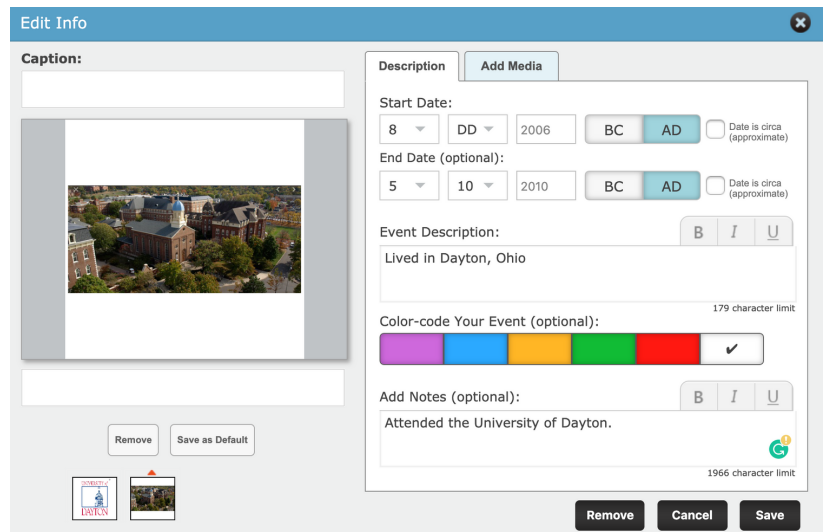 Edit Info
Caption:
Description
Add Media
Start Date:
8
DD
2006
BC
AD
Date is circa
(approximate)
End Date (optional):
5
10
2010
BC
AD
Date is circa
(approximate)
Event Description:
B I U
Lived in Dayton, Ohio
179 character limit
Color-code Your Event (optional):
Add Notes (optional):
B I U
Attended the University of Dayton.
1966 character limit
Remove
Save as Default
UNIVERSITY of
DAYTON
Remove
Cancel
Save